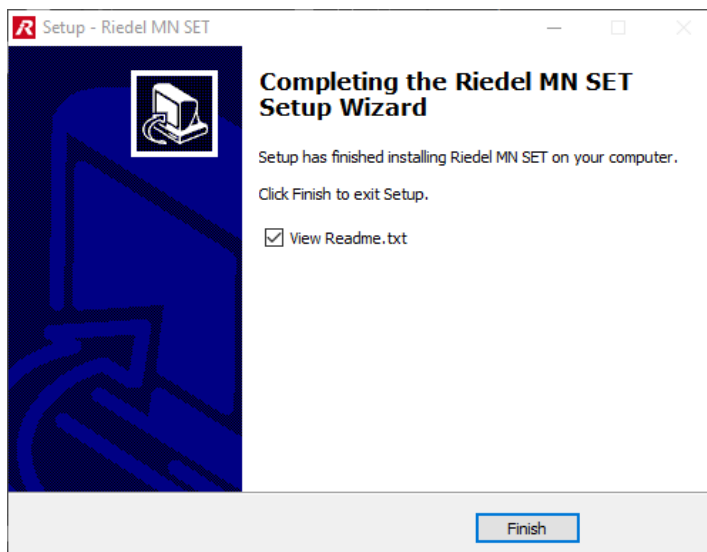 R Setup - Riedel MN SET
Completing the Riedel MN SET
Setup Wizard
Setup has finished installing Riedel MN SET on your computer.
Click Finish to exit Setup.
View Readme.txt
Finish